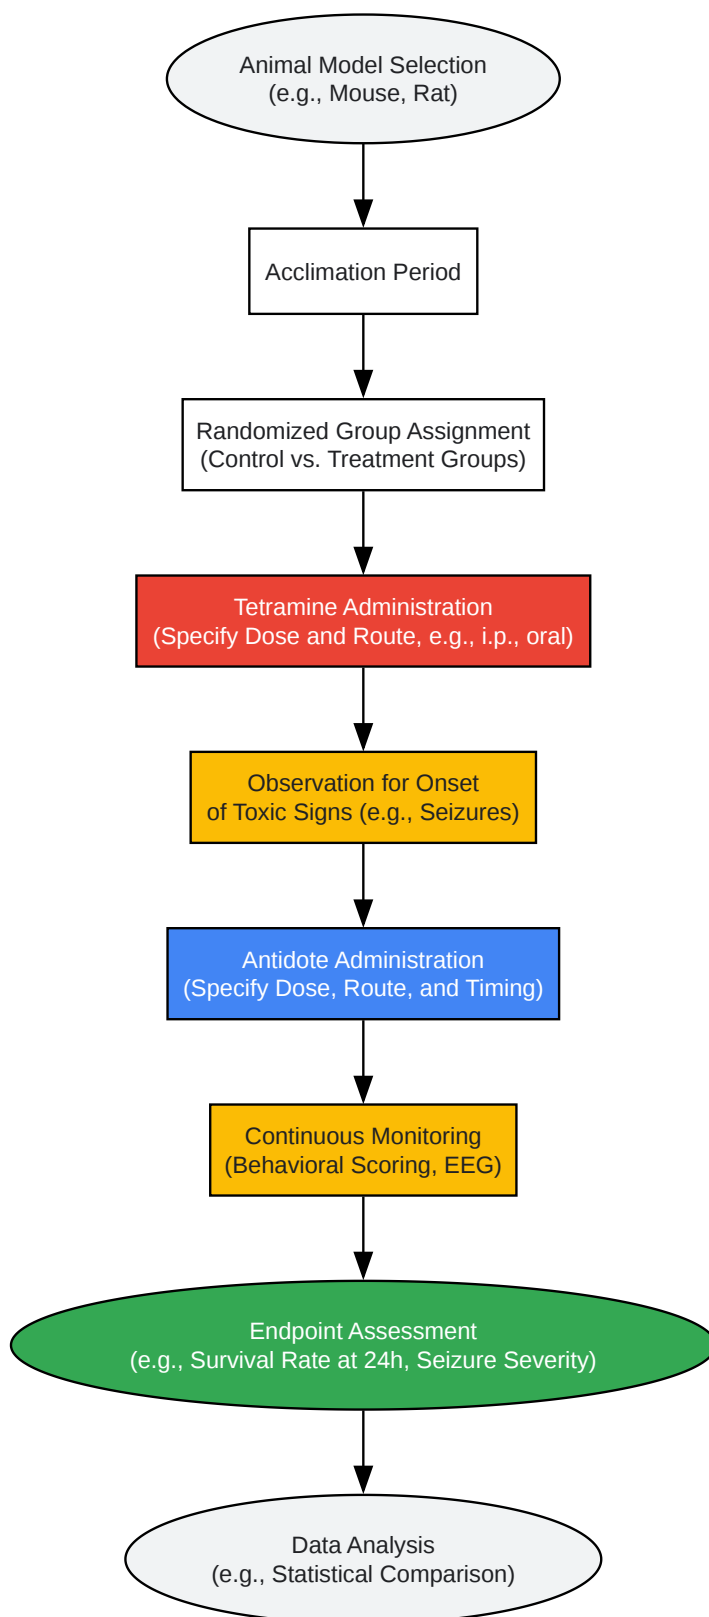 Animal Model Selection
(e.g., Mouse, Rat)
Acclimation Period
Randomized Group Assignment
(Control vs. Treatment Groups)
Tetramine Administration
(Specify Dose and Route, e.g., i.p., oral)
Observation for Onset
of Toxic Signs (e.g., Seizures)
Antidote Administration
(Specify Dose, Route, and Timing)
Continuous Monitoring
(Behavioral Scoring, EEG)
Endpoint Assessment
(e.g., Survival Rate at 24h, Seizure Severity)
Data Analysis
(e.g., Statistical Comparison)